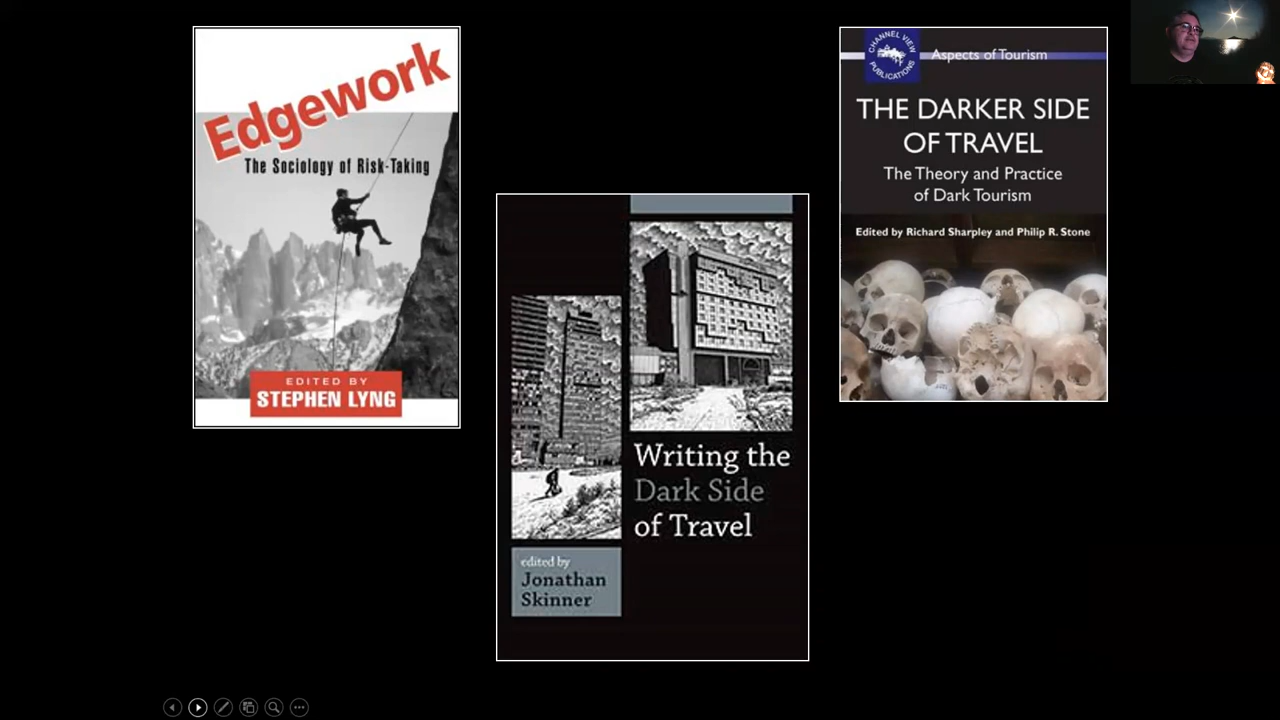 Edgework
The Sociology of Risk-Taking
EDITED BY
STEPHEN LYNG
Writing the
Dark Side
of Travel
edited by
Jonathan
Skinner
CHANNEL VIEW
PUBLICATIONS
Aspects of Tourism
THE DARKER SIDE
OF TRAVEL
The Theory and Practice
of Dark Tourism
Edited by Richard Sharpley and Philip R. Stone